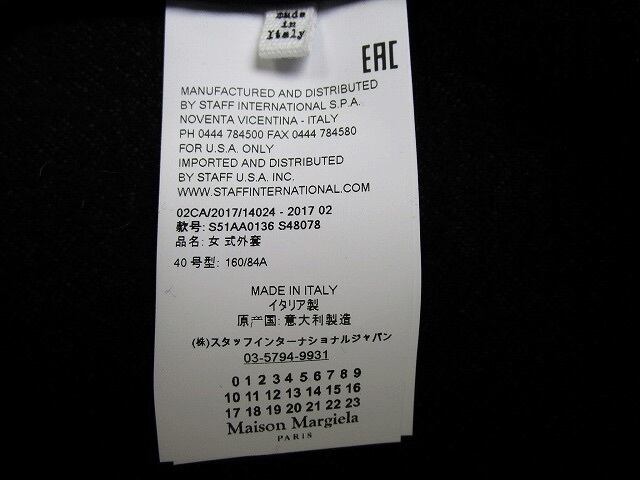 made
in
Italy
EAC
MANUFACTURED AND DISTRIBUTED
BY STAFF INTERNATIONAL S.P.A.
NOVENTA VICENTINA - ITALY
PH 0444 784500 FAX 0444 784580
FOR U.S.A. ONLY
IMPORTED AND DISTRIBUTED
BY STAFF U.S.A. INC.
WWW.STAFFINTERNATIONAL.COM
02CA/2017/14024 - 2017 02
款号: S51AA0136 S48078
品名: 女 式外套
40 号型: 160/84A
MADE IN ITALY
イタリア製
原产国: 意大利製造
(株)スタッフインターナショナルジャパン
03-5794-9931
0 1 2 3 4 5 6 7 8 9
10 11 12 13 14 15 16
17 18 19 20 21 22 23
Maison Margiela
PARIS